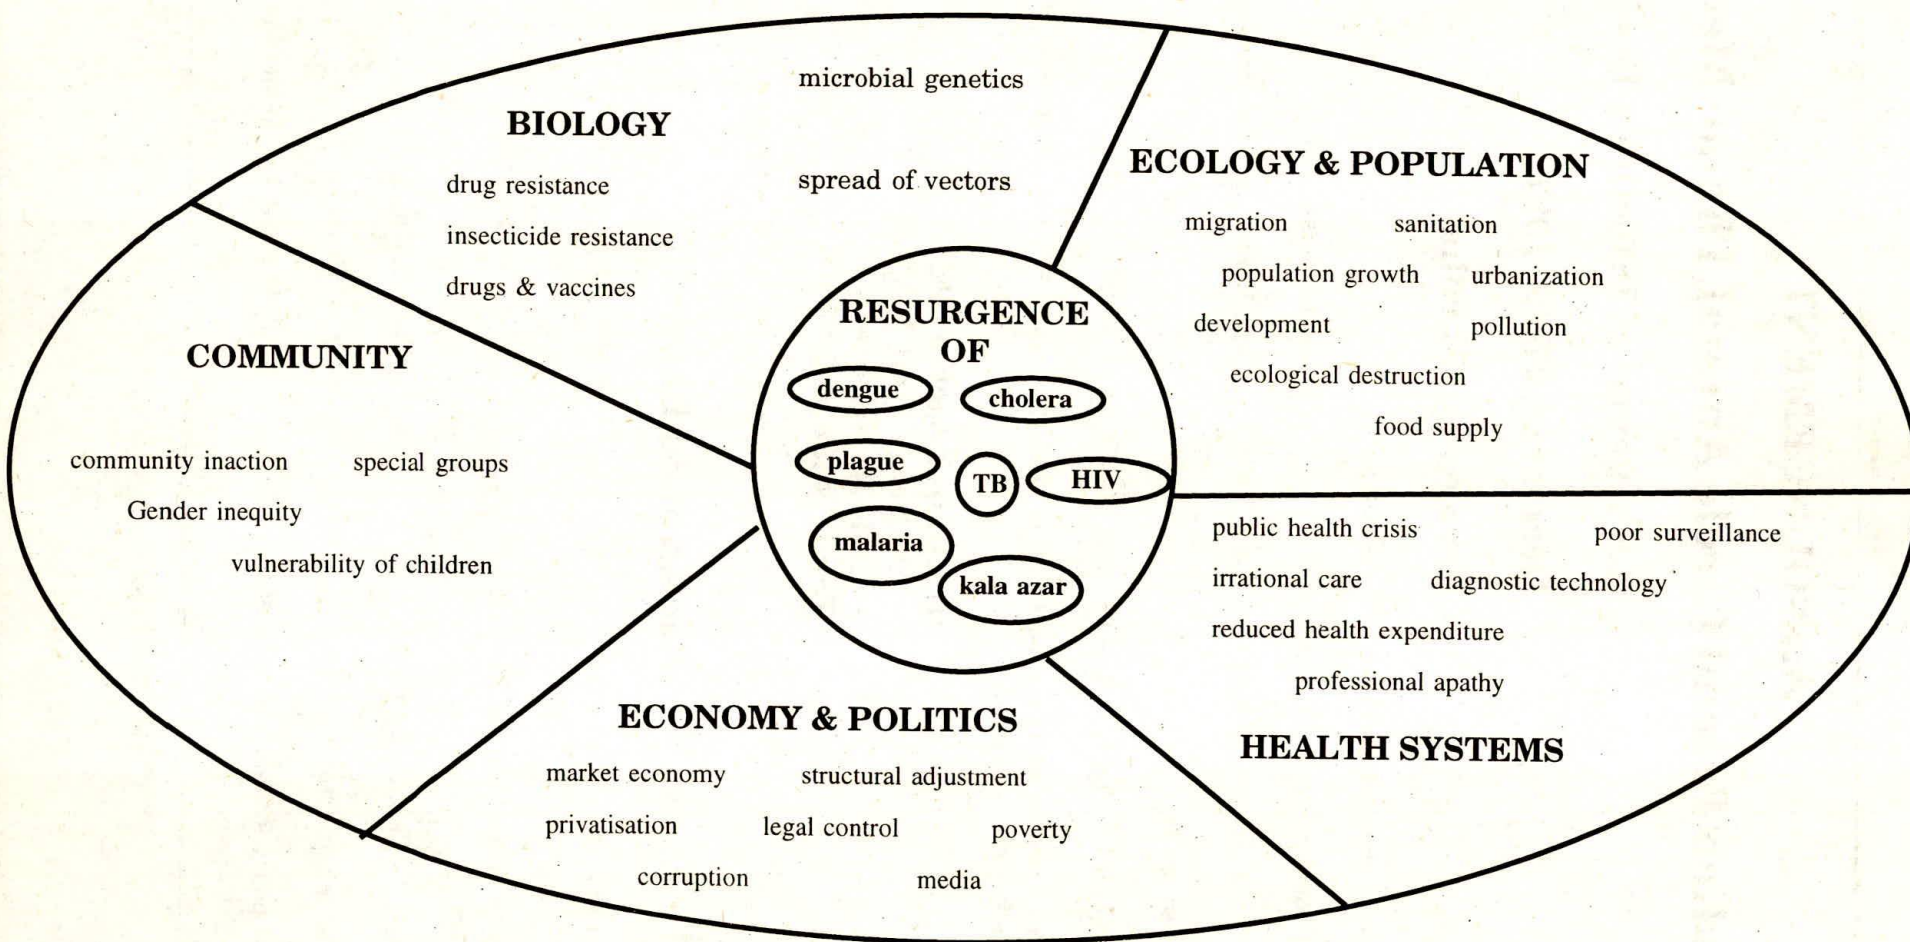 BIOLOGY
microbial genetics
drug resistance
spread of vectors
insecticide resistance
drugs & vaccines
ECOLOGY & POPULATION
migration sanitation
population growth urbanization
development pollution
ecological destruction
food supply
COMMUNITY
community inaction special groups
Gender inequity
vulnerability of children
RESURGENCE
OF
dengue cholera
plague TB HIV
malaria
kala azar
public health crisis poor surveillance
irrational care diagnostic technology
reduced health expenditure
professional apathy
HEALTH SYSTEMS
ECONOMY & POLITICS
market economy structural adjustment
privatisation legal control poverty
corruption media